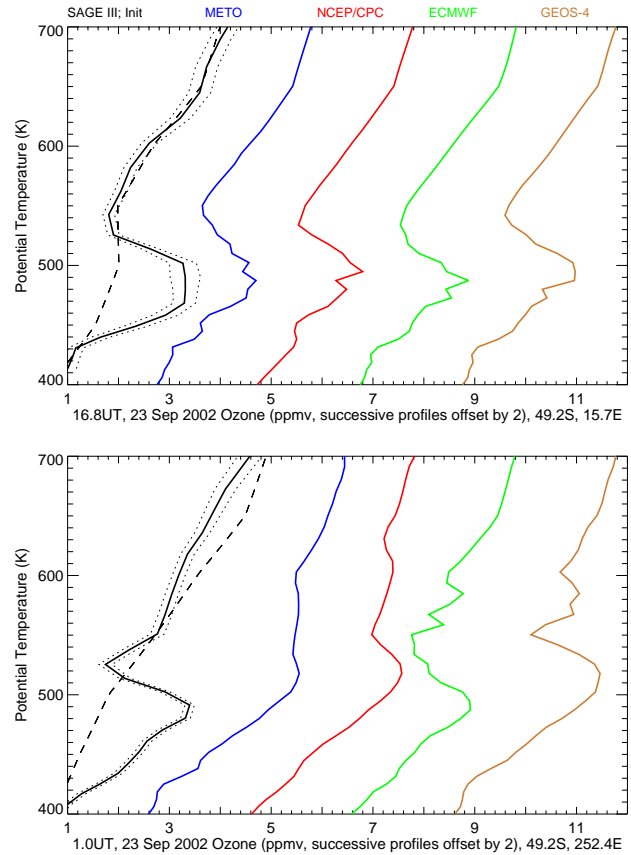 SAGE III; Init METO NCEP/CPC ECMWF GEOS-4
700
600
500
400
Potential Temperature (K)
1 3 5 7 9 11
16.8UT, 23 Sep 2002 Ozone (ppmv, successive profiles offset by 2), 49.2S, 15.7E
700
600
500
400
Potential Temperature (K)
1 3 5 7 9 11
1.0UT, 23 Sep 2002 Ozone (ppmv, successive profiles offset by 2), 49.2S, 252.4E